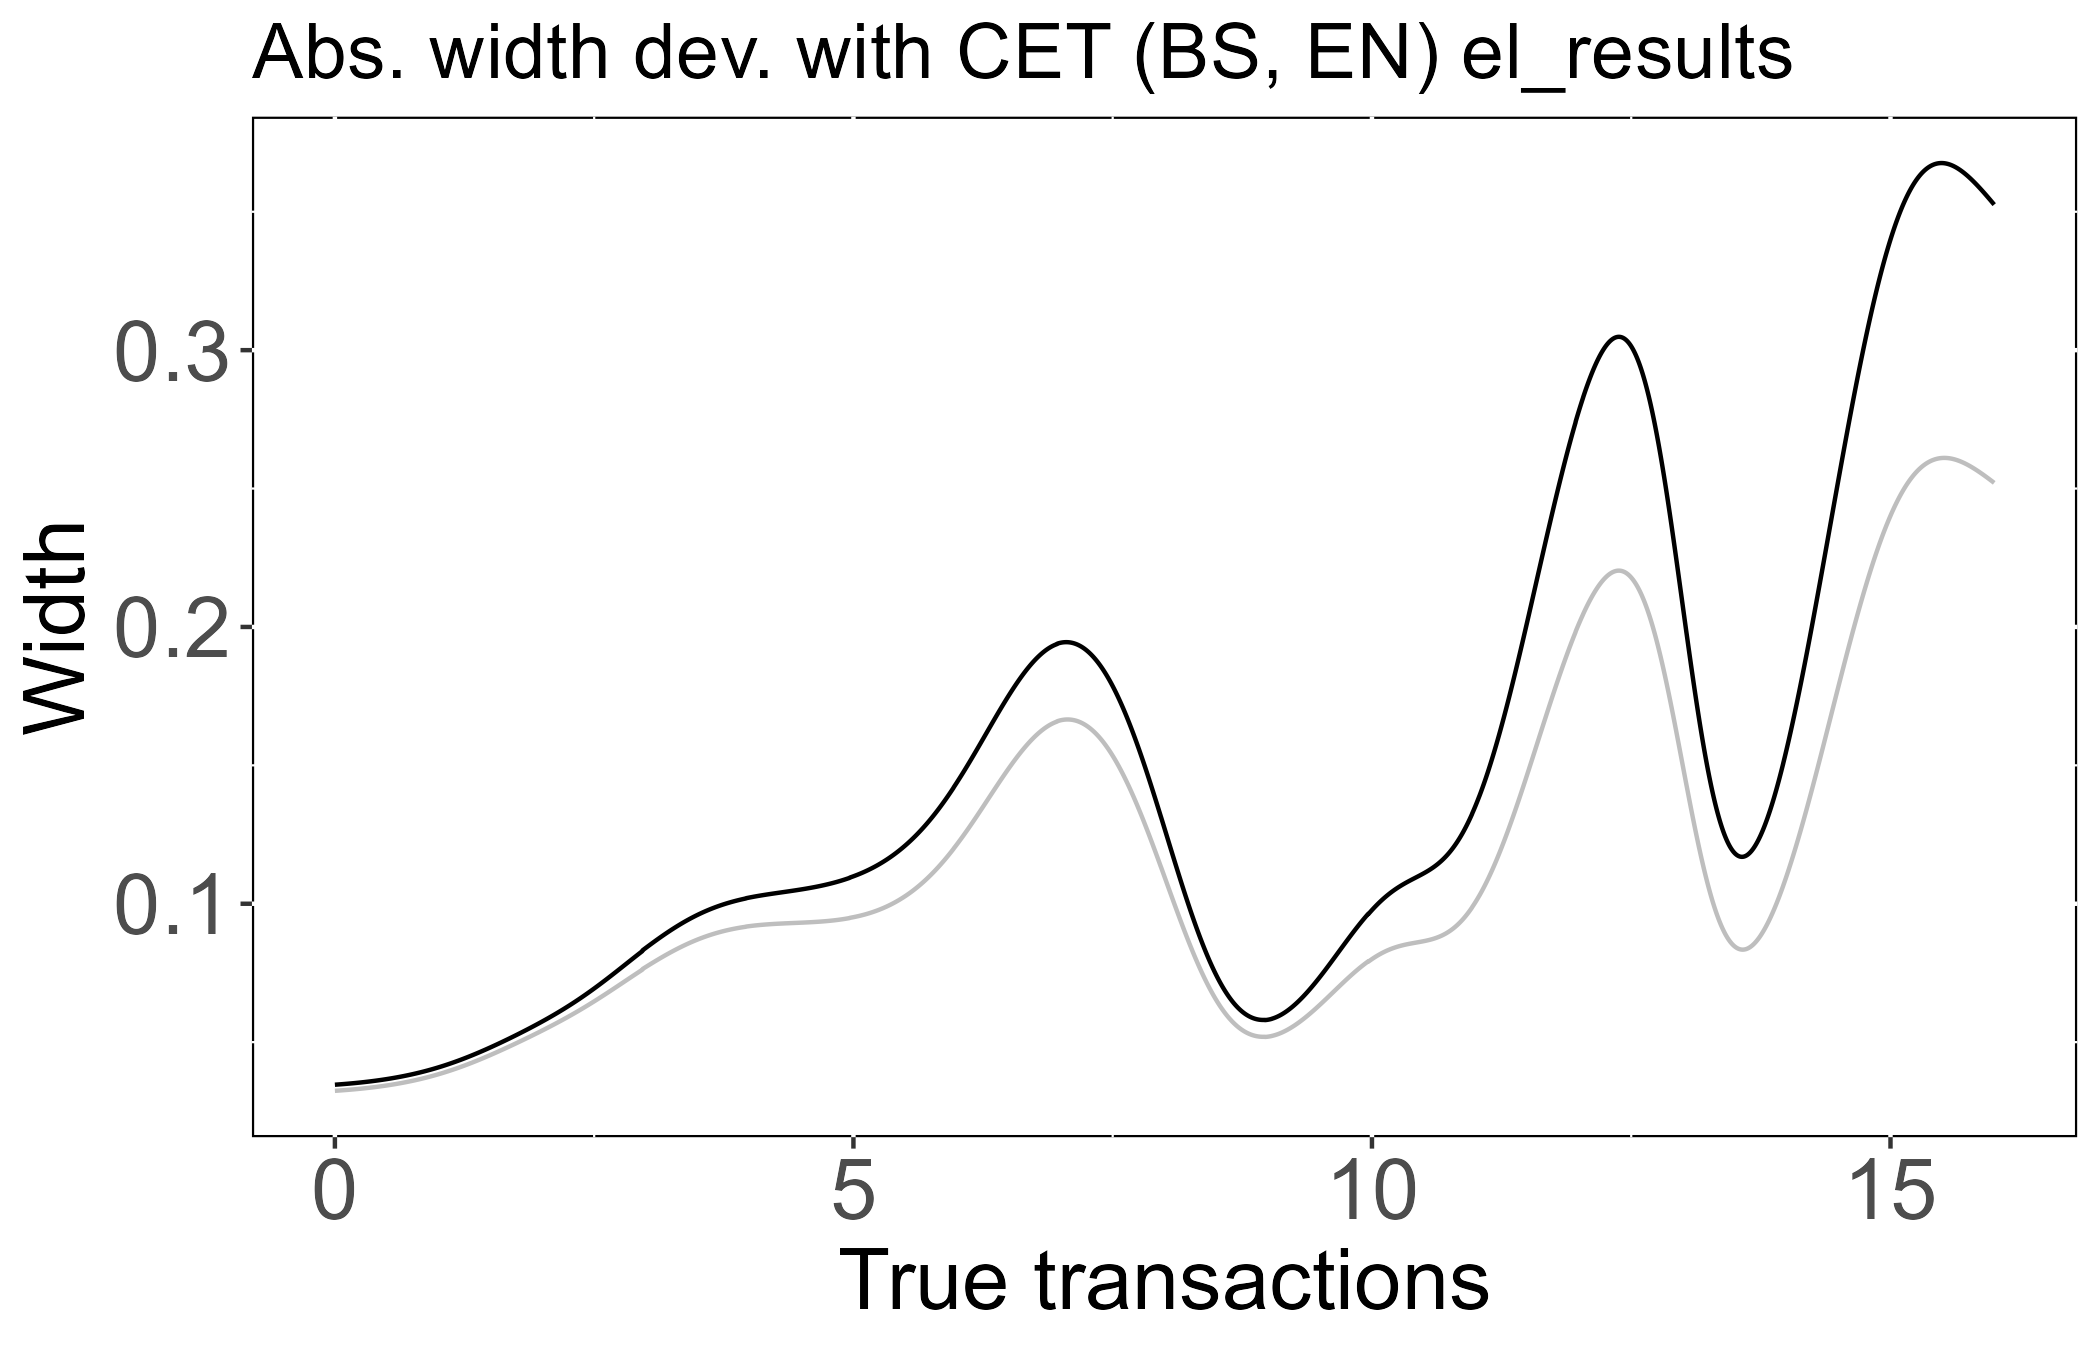 Abs. width dev. with CET (BS, EN) el_results
Width
0.3
0.2
0.1
0 5 10 15
True transactions